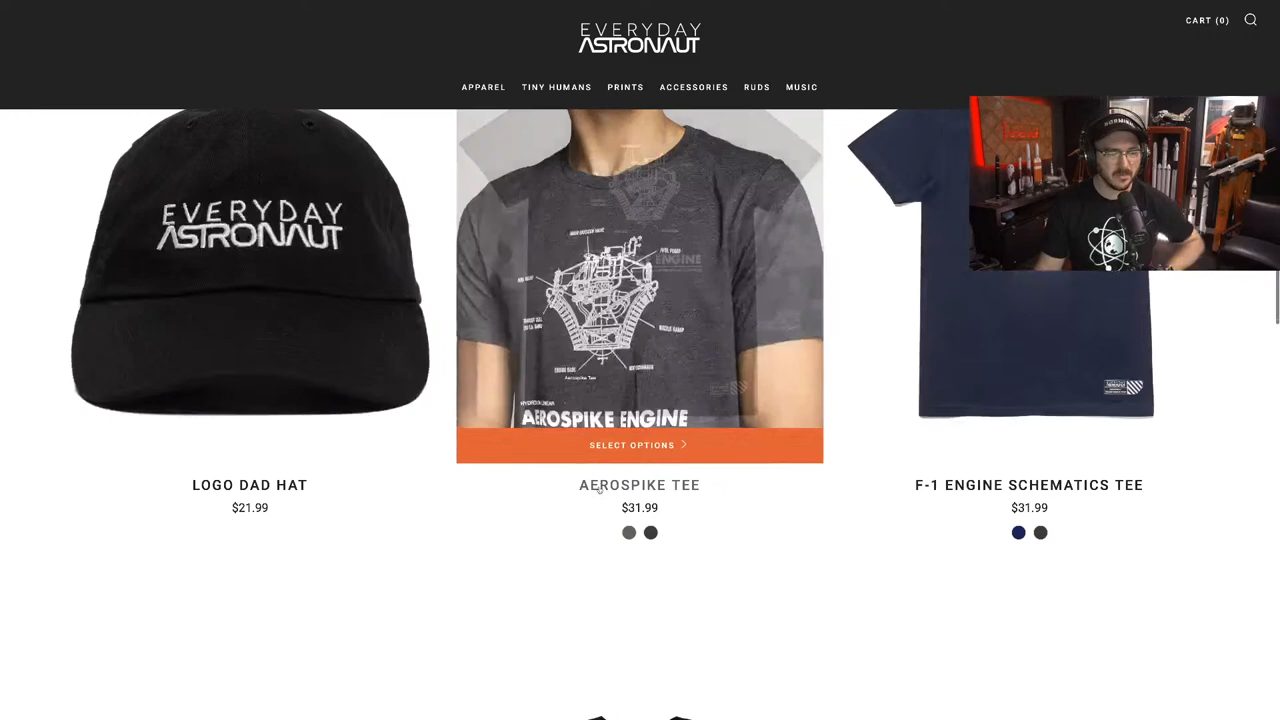 EVERYDAY
ASTRONAUT
CART (0)
APPAREL TINY HUMANS PRINTS ACCESSORIES RUDS MUSIC
EVERYDAY
ASTRONAUT
ENGINE
AEROSPIKE ENGINE
SELECT OPTIONS
LOGO DAD HAT
$21.99
AEROSPIKE TEE
$31.99
F-1 ENGINE SCHEMATICS TEE
$31.99